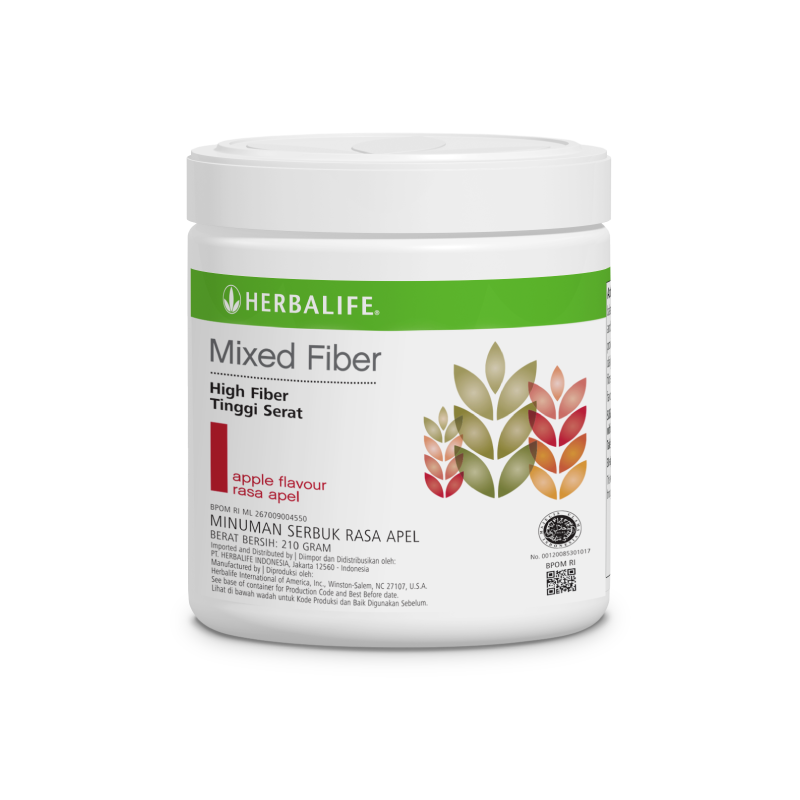 HERBALIFE®
Mixed Fiber
High Fiber
Tinggi Serat
apple flavour
rasa apel
BPOM RI ML 267009004550
MINUMAN SERBUK RASA APEL
BERAT BERSIH: 210 GRAM
Imported and Distributed by | Diimpor dan Didistribusikan oleh:
PT. HERBALIFE INDONESIA, Jakarta 12560 - Indonesia
Manufactured by | Diproduksi oleh:
Herbalife International of America, Inc., Winston-Salem, NC 27107, U.S.A.
See base of container for Production Code and Best Before date.
Lihat di bawah wadah untuk Kode Produksi dan Baik Digunakan Sebelum.
No. 00120085301017
BPOM RI